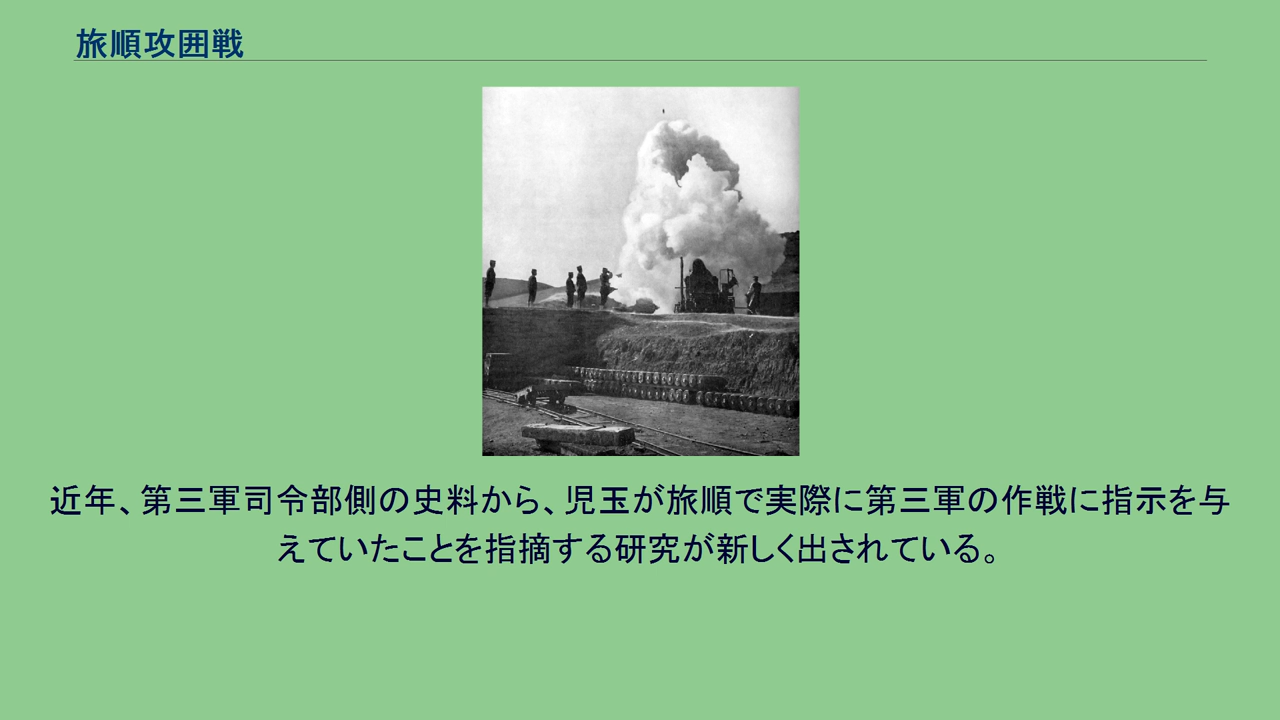 旅順攻囲戦
近年、第三軍司令部側の史料から、児玉が旅順で実際に第三軍の作戦に指示を与
えていたことを指摘する研究が新しく出されている。